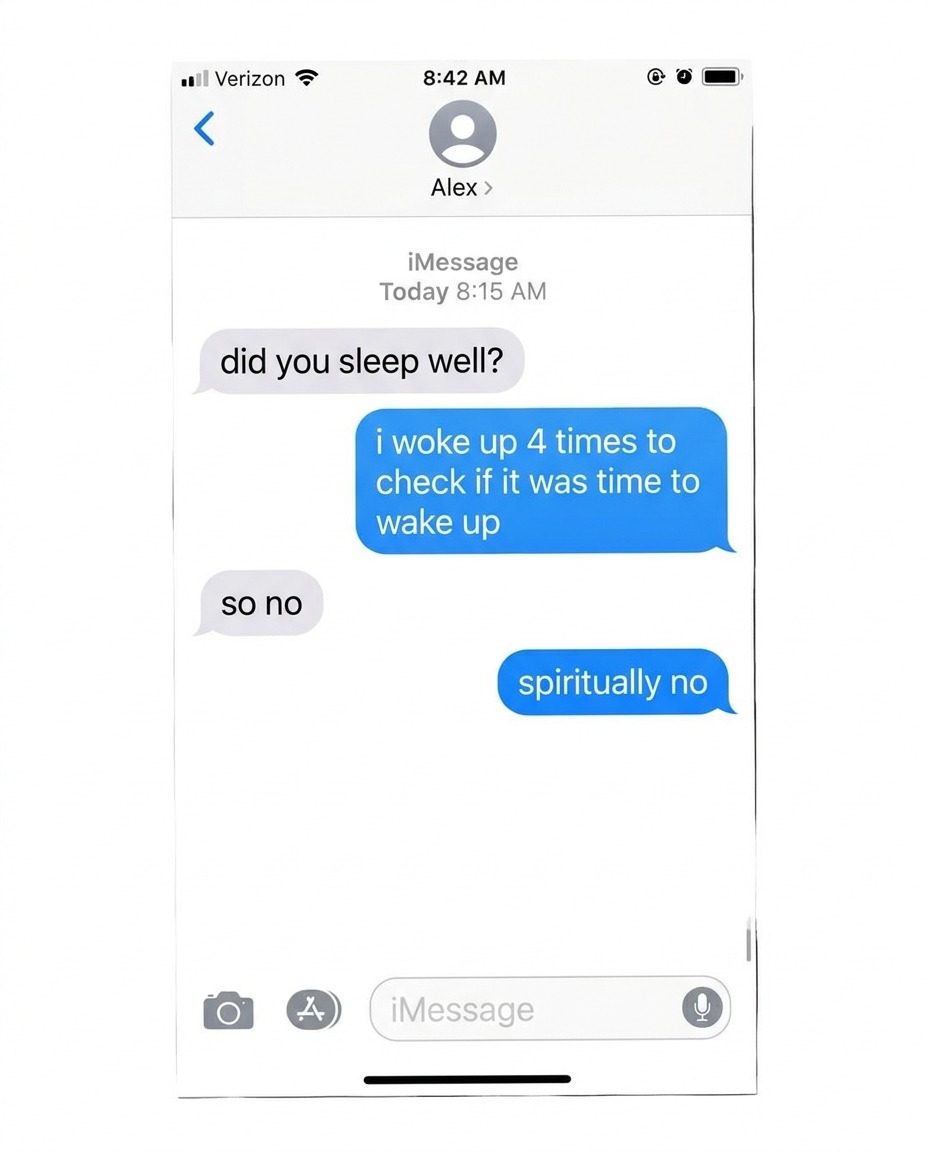 Verizon 8:42 AM
Alex
iMessage
Today 8:15 AM
did you sleep well?
i woke up 4 times to
check if it was time to
wake up
so no
spiritually no
iMessage